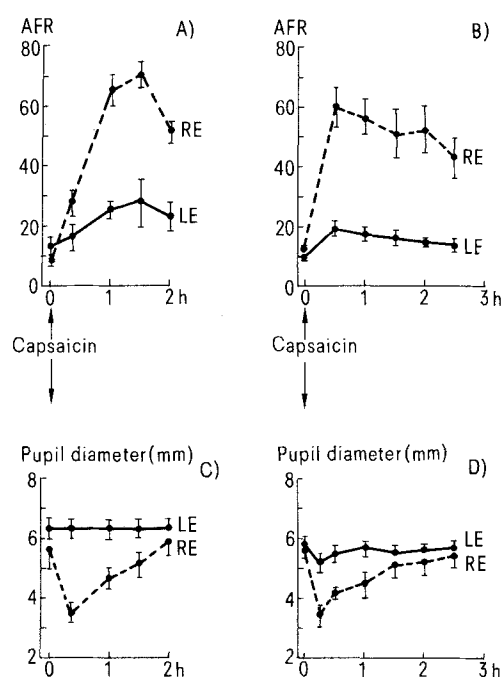 AFR A)
80
60
RE
40
LE
20
0
0 1 2 h
Capsaicin
AFR B)
80
60
RE
40
20
LE
0
0 1 2 3 h
Capsaicin
Pupil diameter (mm)
C)
8
LE
6
RE
4
2
0 1 2 h
Pupil diameter (mm)
D)
8
LE
6
RE
4
2
0 1 2 3 h